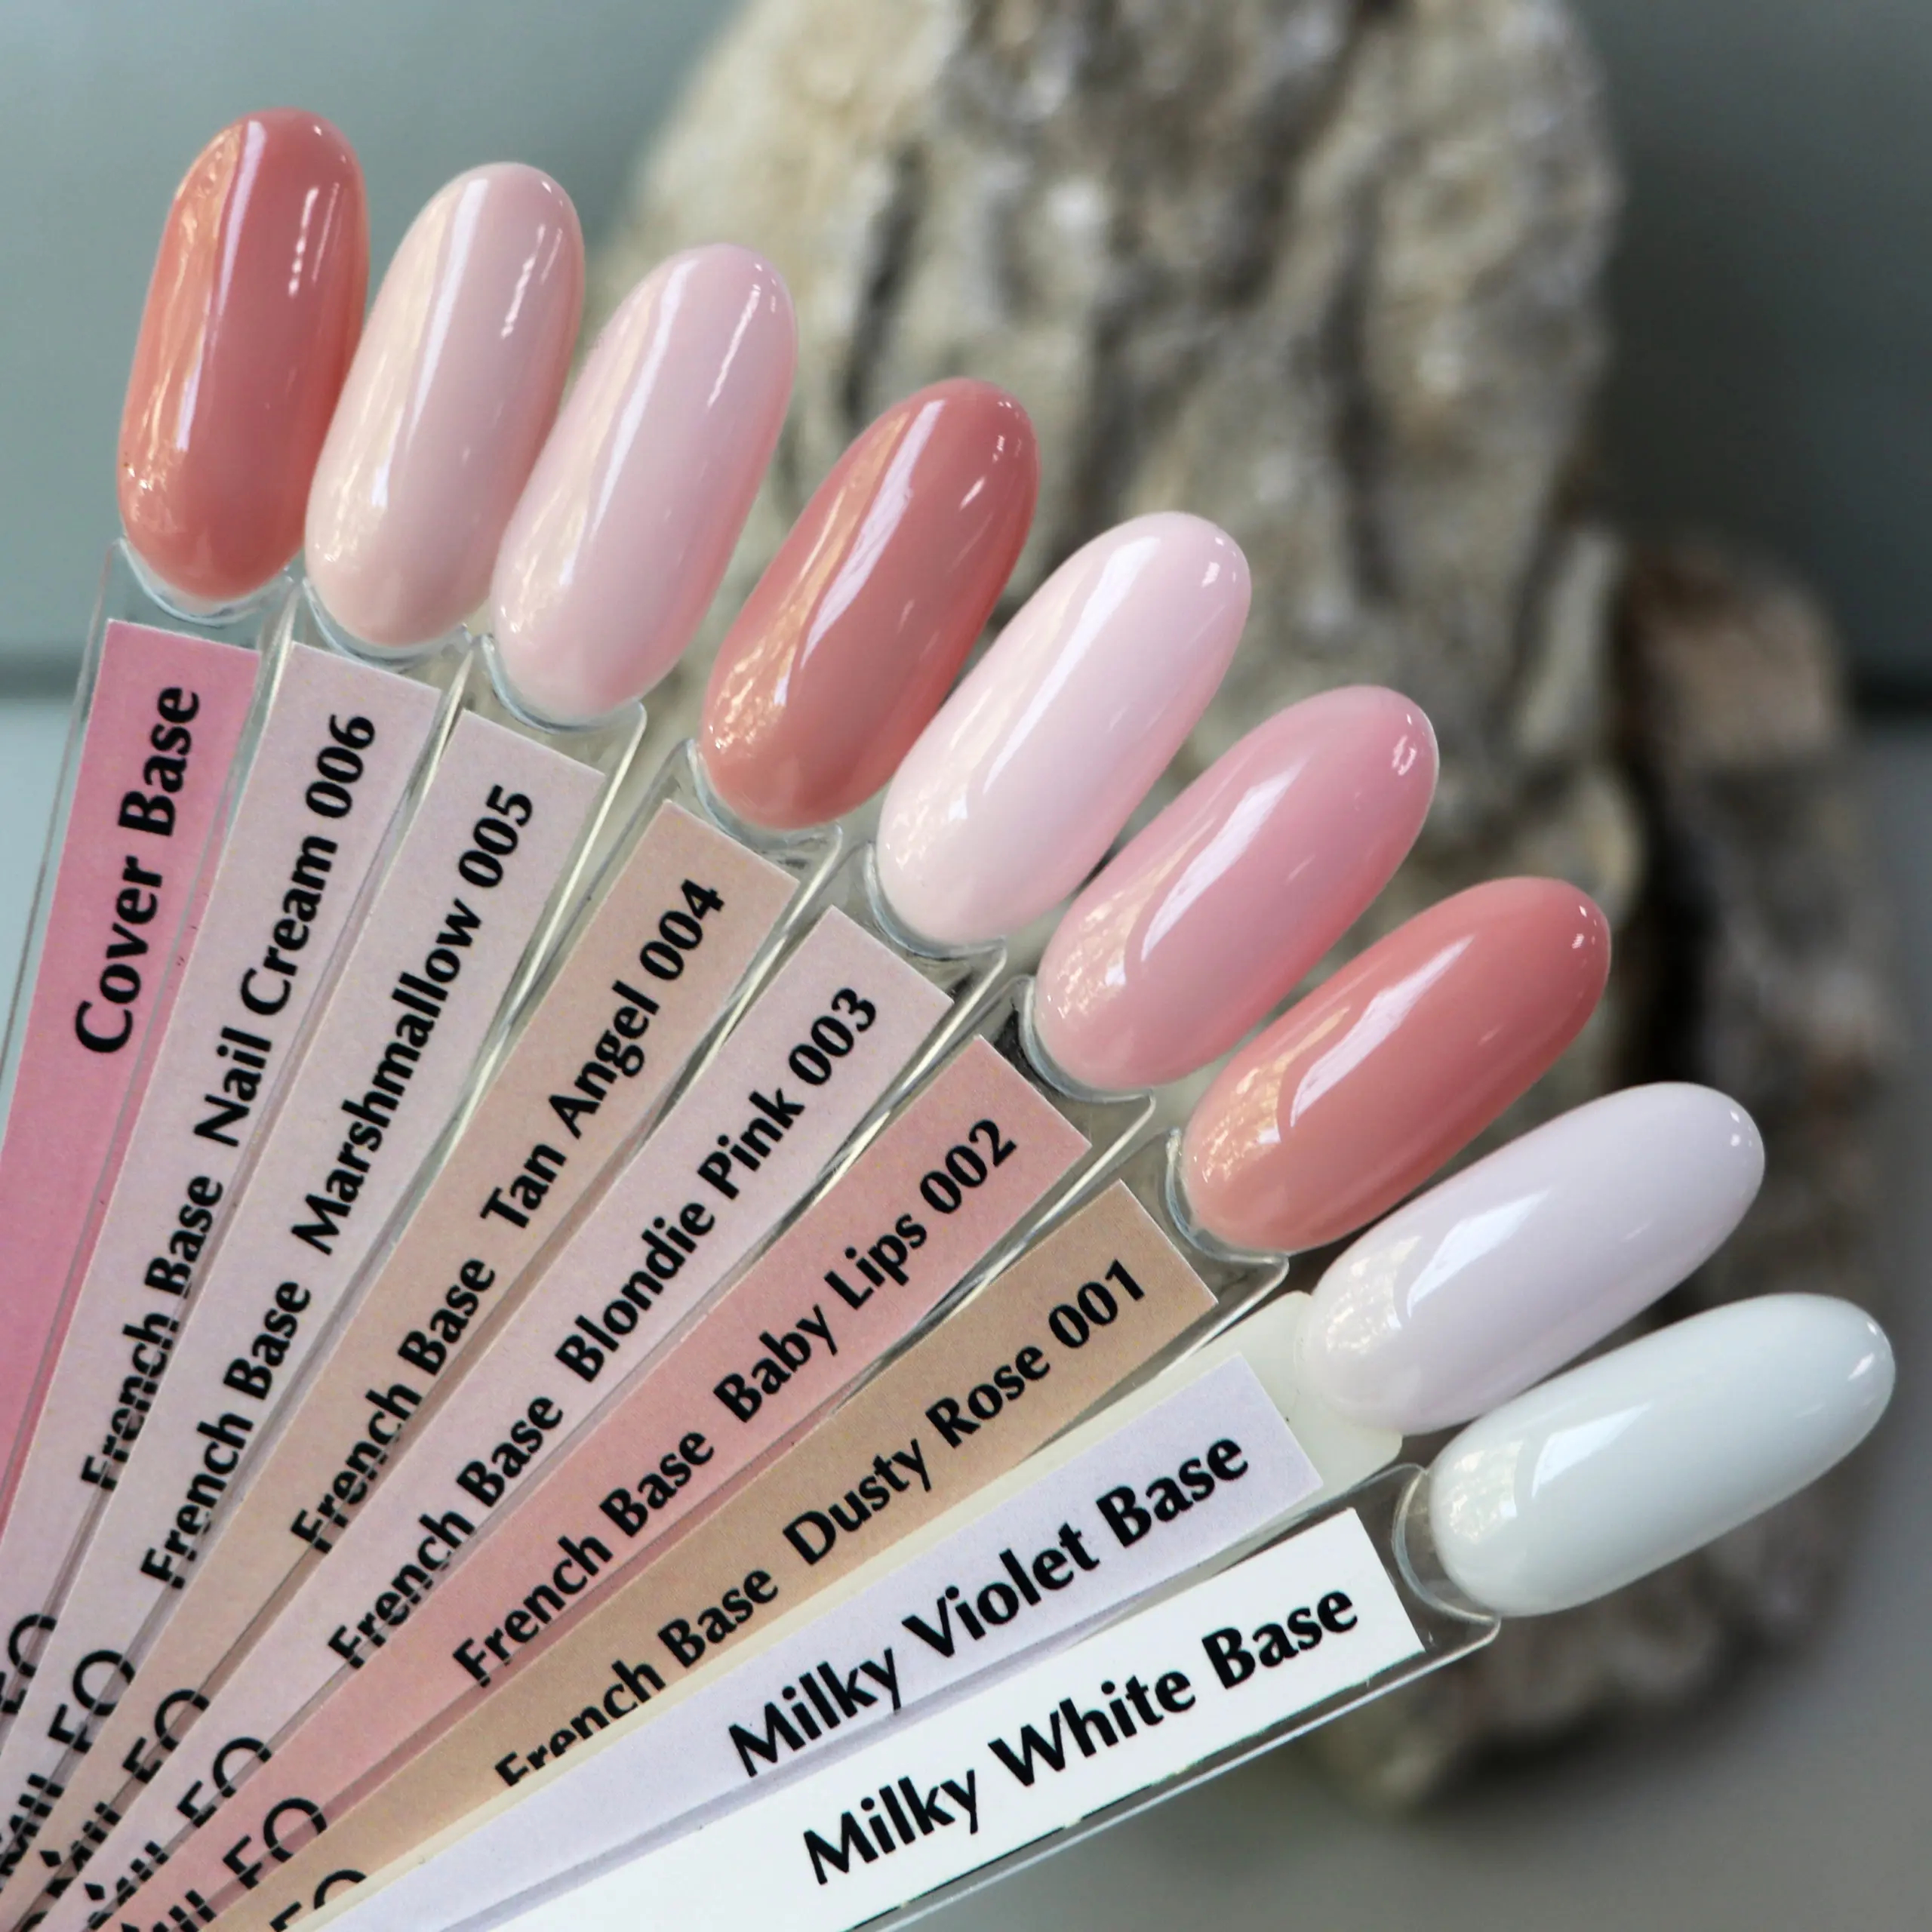 Cover Base
French Base Nail Cream 006
French Base Marshmallow 005
French Base Tan Angel 004
French Base Blondie Pink 003
French Base Baby Lips 002
French Base Dusty Rose 001
Milky Violet Base
Milky White Base